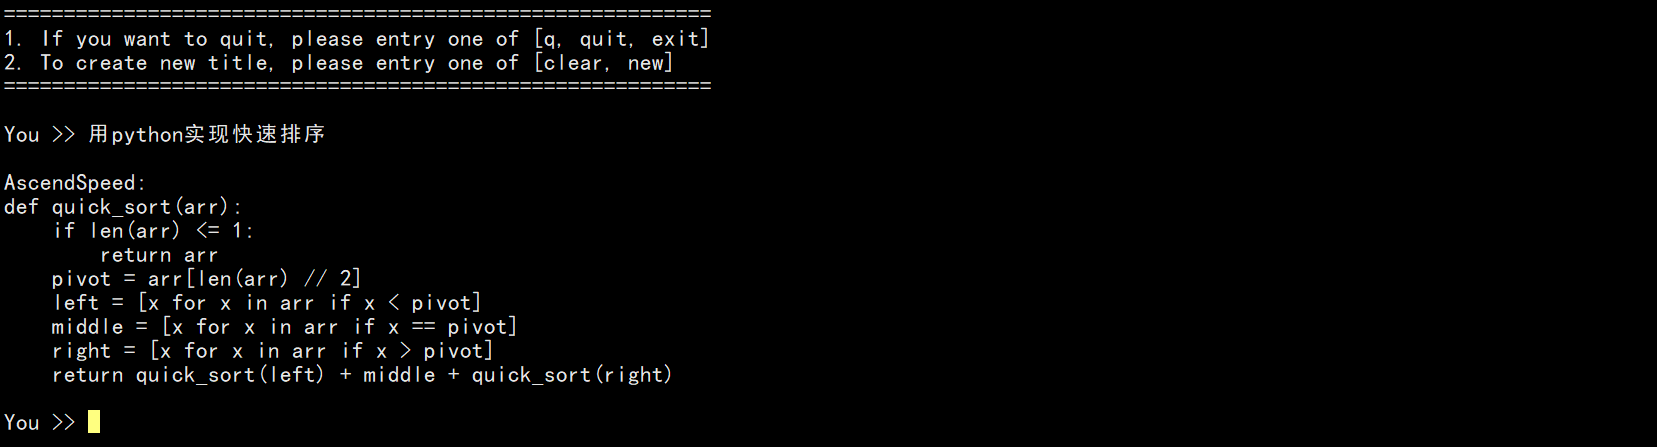 ===========================================================
1. If you want to quit, please entry one of [q, quit, exit]
2. To create new title, please entry one of [clear, new]
===========================================================
You >> 用python实现快速排序
AscendSpeed:
def quick_sort(arr):
    if len(arr) <= 1:
        return arr
    pivot = arr[len(arr) // 2]
    left = [x for x in arr if x < pivot]
    middle = [x for x in arr if x == pivot]
    right = [x for x in arr if x > pivot]
    return quick_sort(left) + middle + quick_sort(right)
You >>